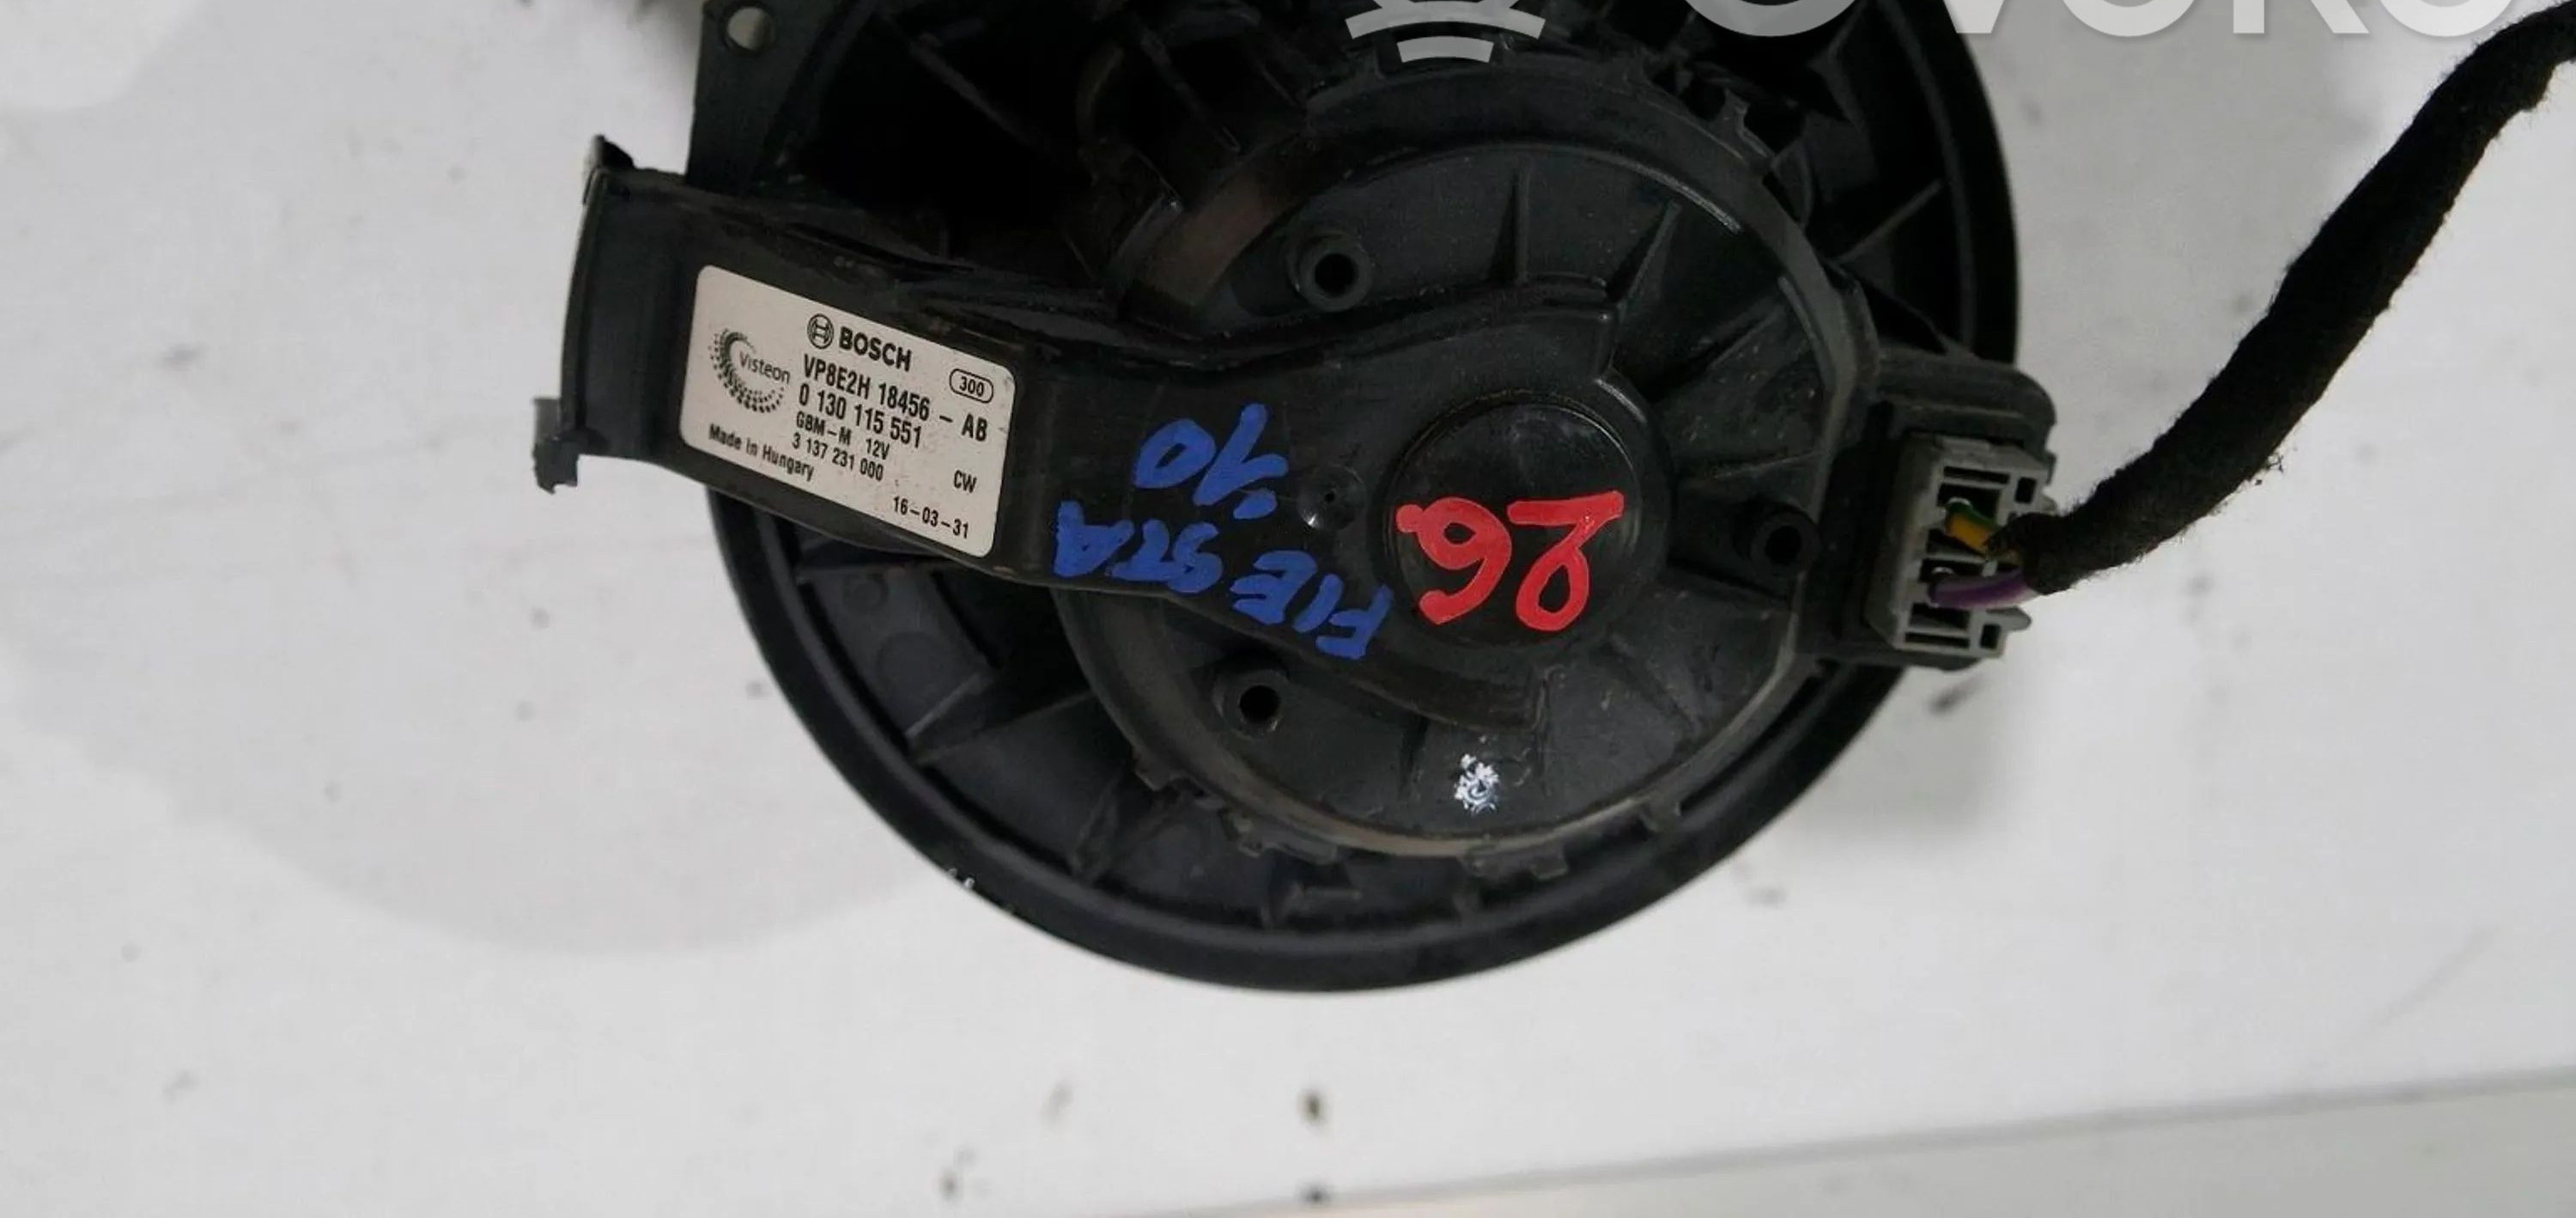 BOSCH
Visteon
300
VP8E2H 18456 - AB
0 130 115 551
GBM-M 12V
3 137 231 000
CW
Made in Hungary
16-03-31
FIESTA
'10
26